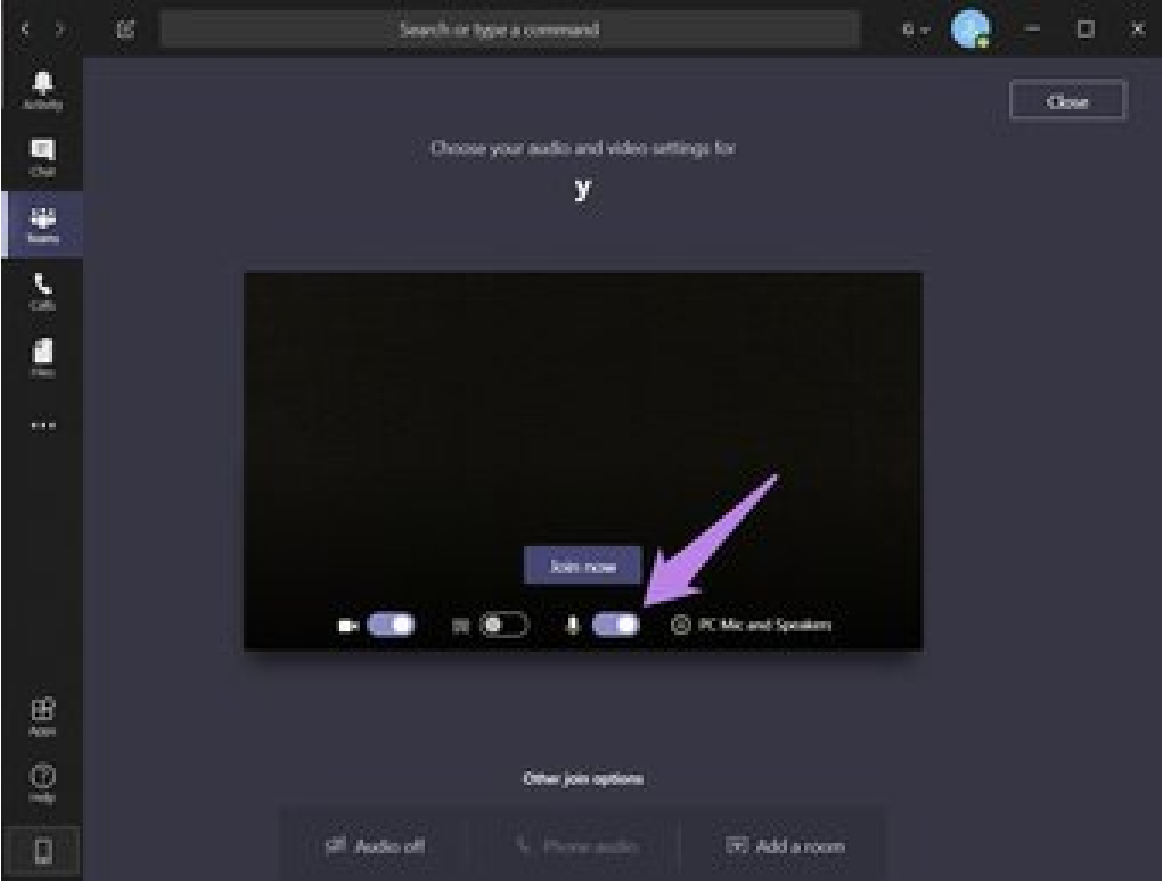 Search or type a command
Activity
Chat
Teams
Calls
Files
Close
Choose your audio and video settings for
y
Join now
PC Mic and Speakers
Apps
Help
Other join options
Audio off
Phone audio
Add a room